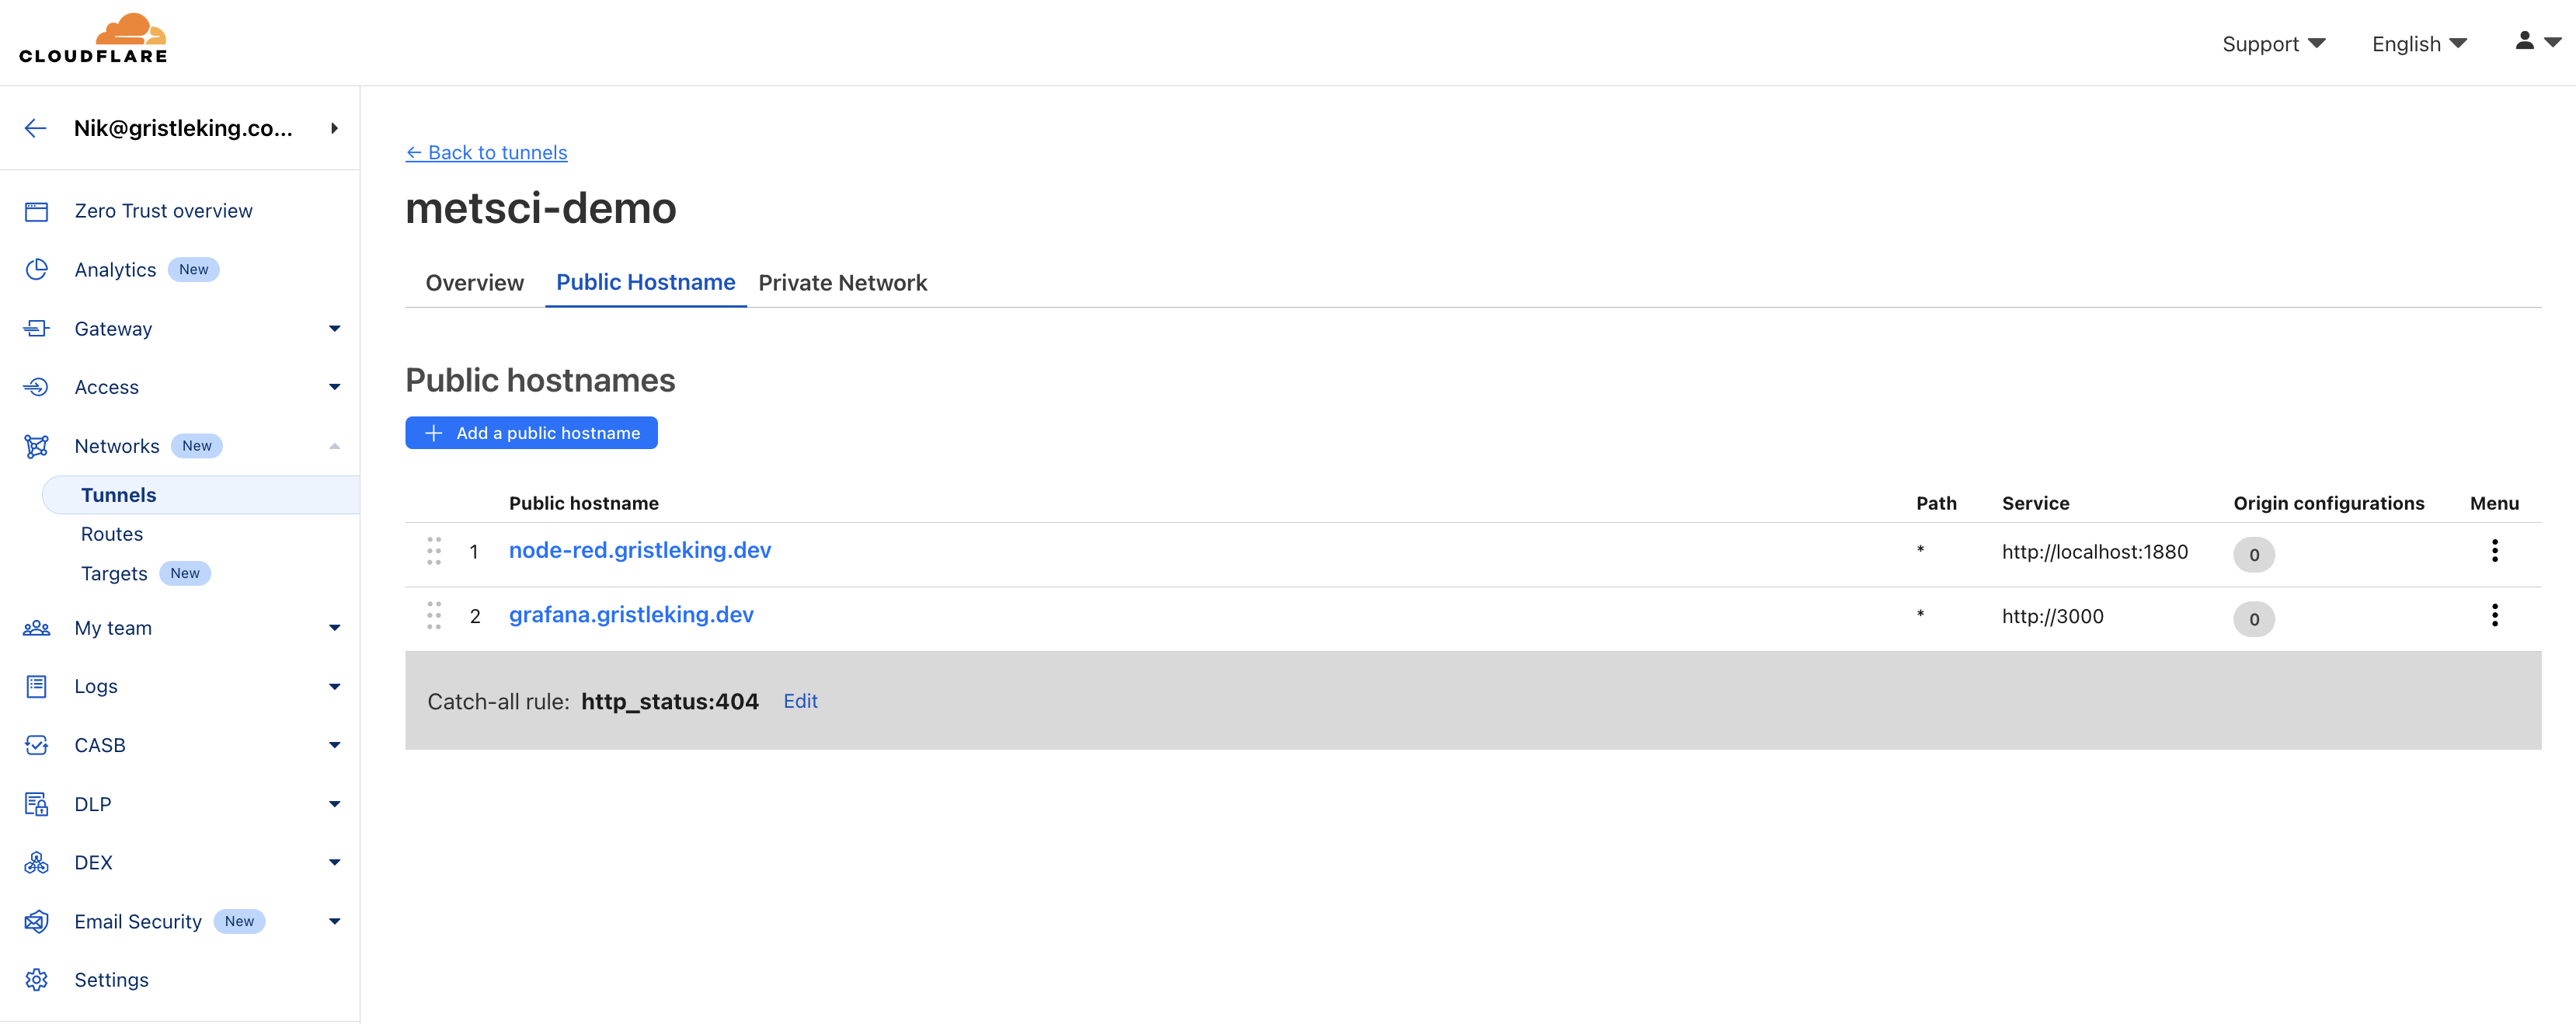 CLOUDFLARE
Support
English
Nik@gristleking.co...
Zero Trust overview
Analytics New
Gateway
Access
Networks New
Tunnels
Routes
Targets New
My team
Logs
CASB
DLP
DEX
Email Security New
Settings
← Back to tunnels
metsci-demo
Overview Public Hostname Private Network
Public hostnames
+ Add a public hostname
Public hostname Path Service Origin configurations Menu
1 node-red.gristleking.dev * http://localhost:1880 0
2 grafana.gristleking.dev * http://3000 0
Catch-all rule: http_status:404 Edit